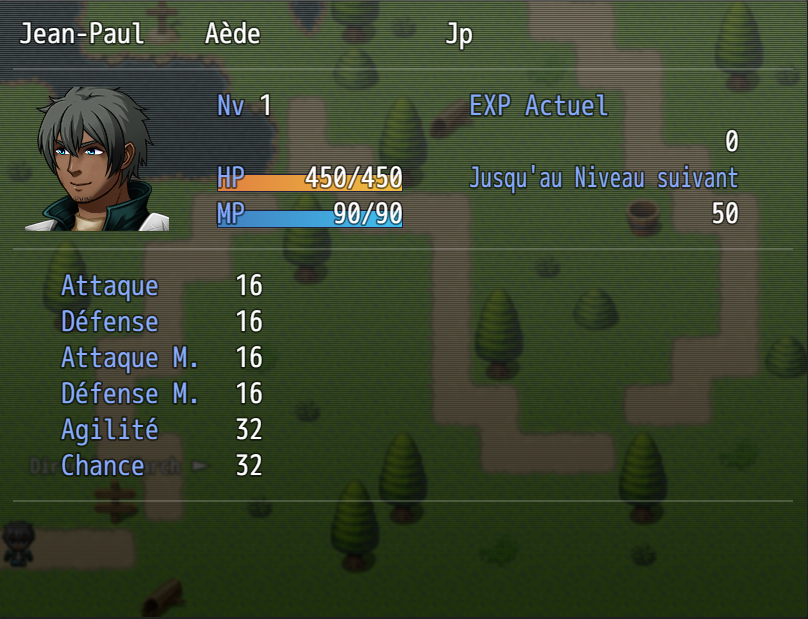 Jean-Paul Aède Jp
Nv 1 EXP Actuel
0
HP 450/450 Jusqu'au Niveau suivant
MP 90/90 50
Attaque 16
Défense 16
Attaque M. 16
Défense M. 16
Agilité 32
Chance 32